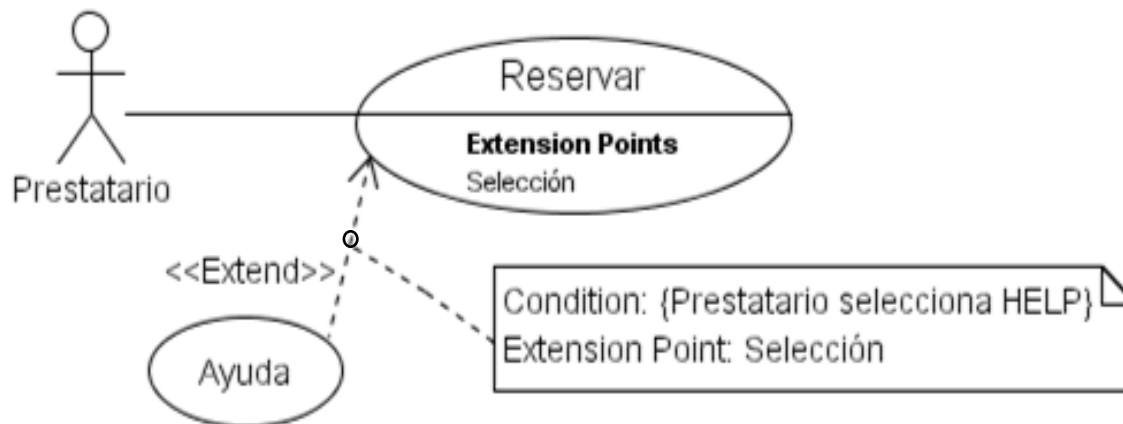 Reservar
Extension Points
Selección
Prestatario
<<Extend>>
Condition: {Prestatario selecciona HELP}
Extension Point: Selección
Ayuda